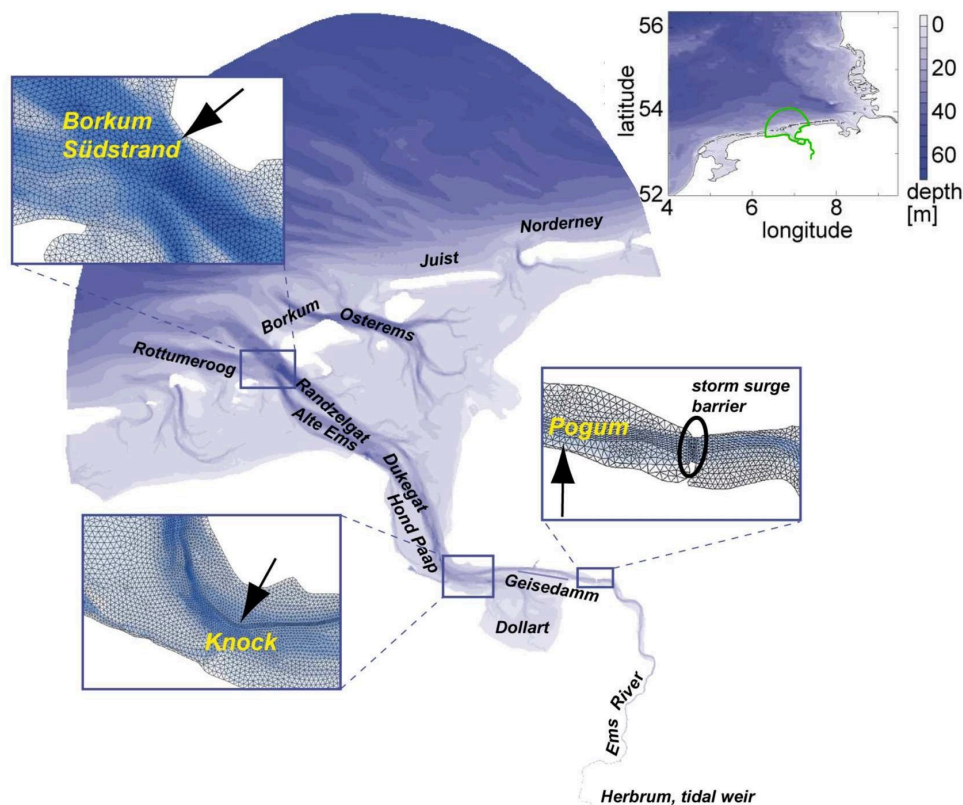 Borkum
Südstrand
56
54
52
latitude
4
6
8
longitude
0
20
40
60
depth
[m]
Norderney
Juist
Borkum
Osterems
Rottumeroog
Randzelgat
Alte Ems
Dukegat
Hond Paap
storm surge
barrier
Pogum
Knock
Geisedamm
Dollart
Ems River
Herbrum, tidal weir